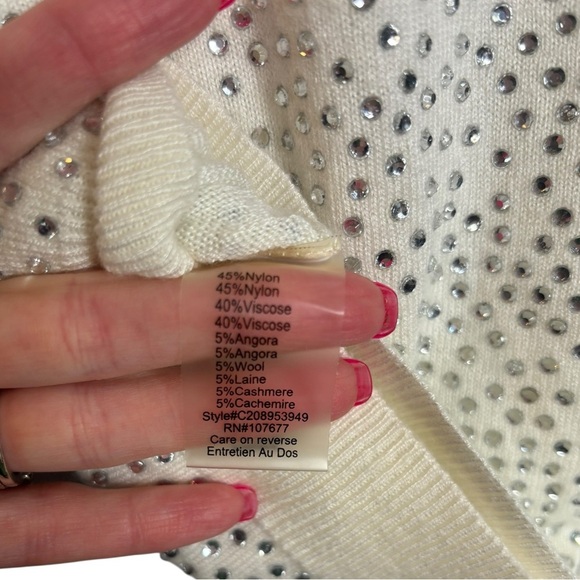 45%Nylon
45%Nylon
40%Viscose
40%Viscose
5%Angora
5%Angora
5%Wool
5%Laine
5%Cashmere
5%Cachemire
Style#C208953949
RN#107677
Care on reverse
Entretien Au Dos